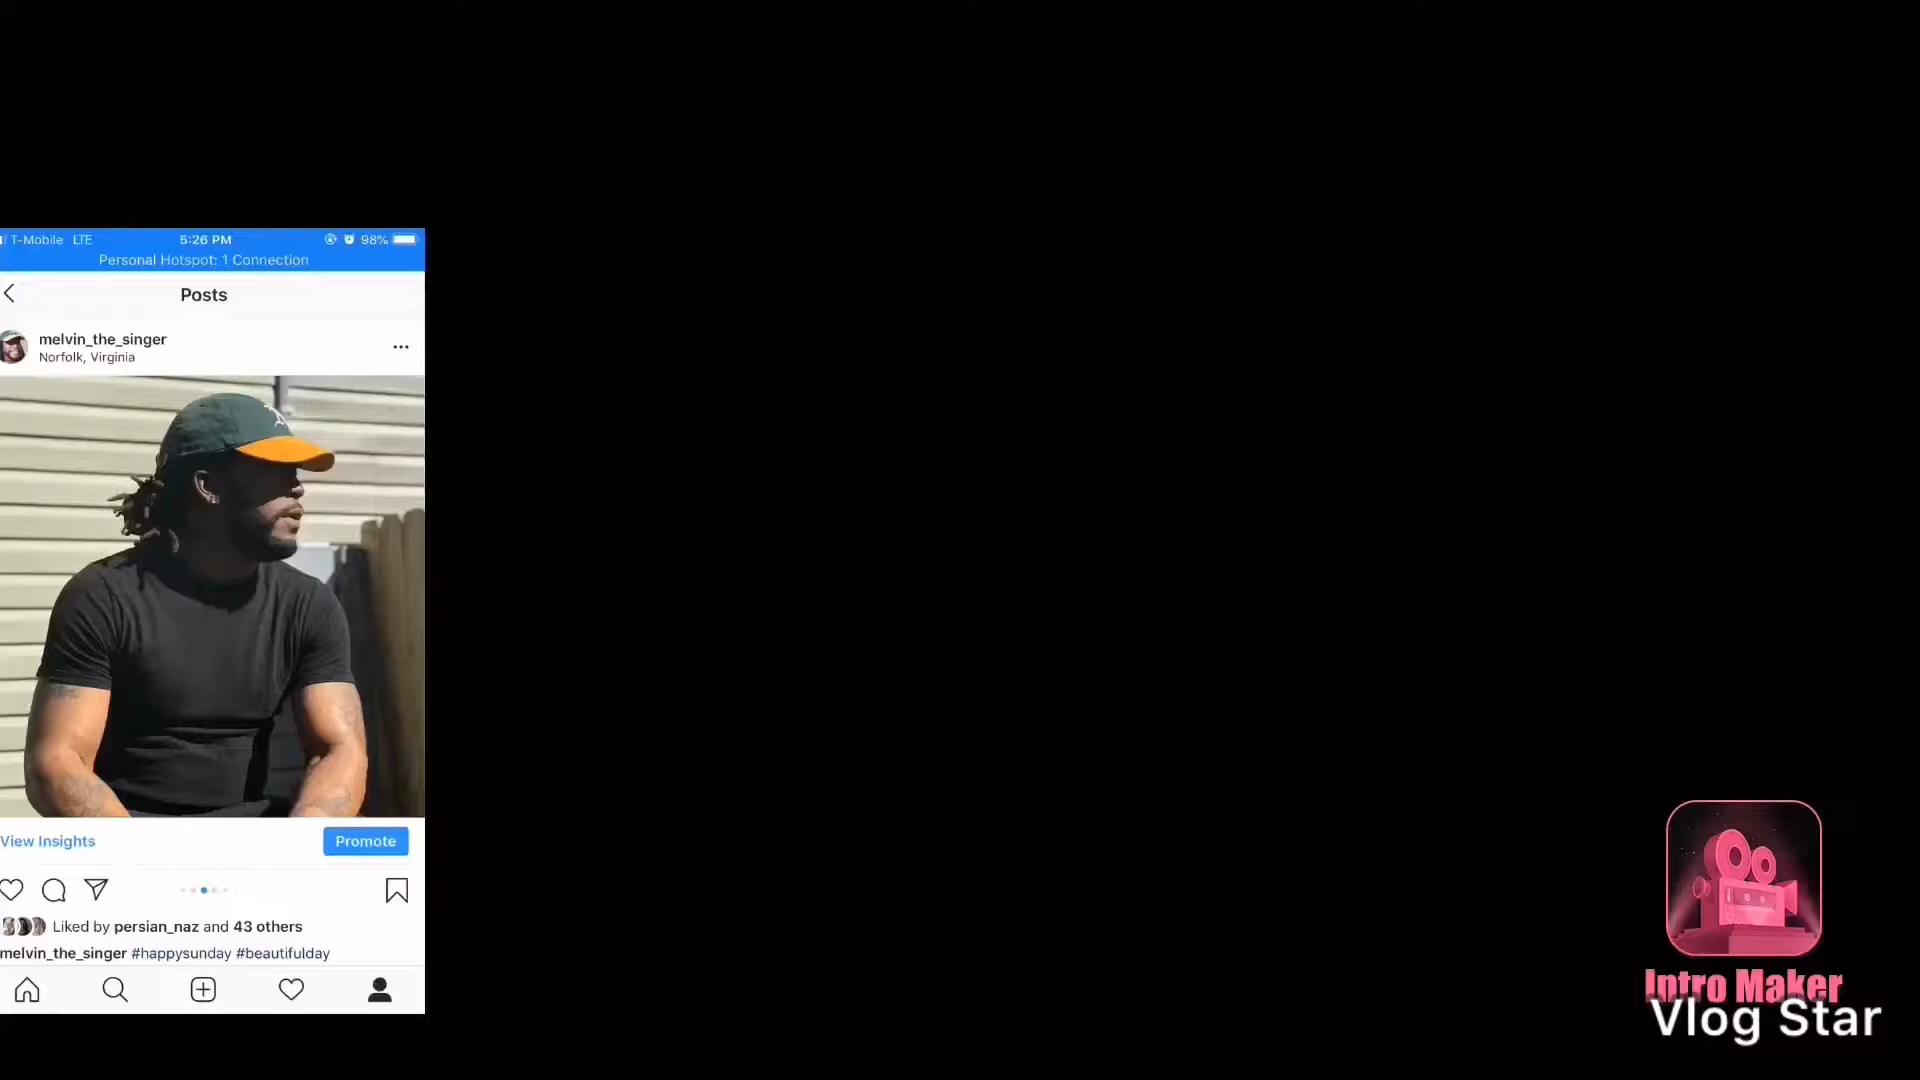 T-Mobile LTE 5:26 PM 98%
Personal Hotspot: 1 Connection
Posts
melvin_the_singer
Norfolk, Virginia
View Insights Promote
Liked by persian_naz and 43 others
melvin_the_singer #happysunday #beautifulday
Intro Maker
Vlog Star